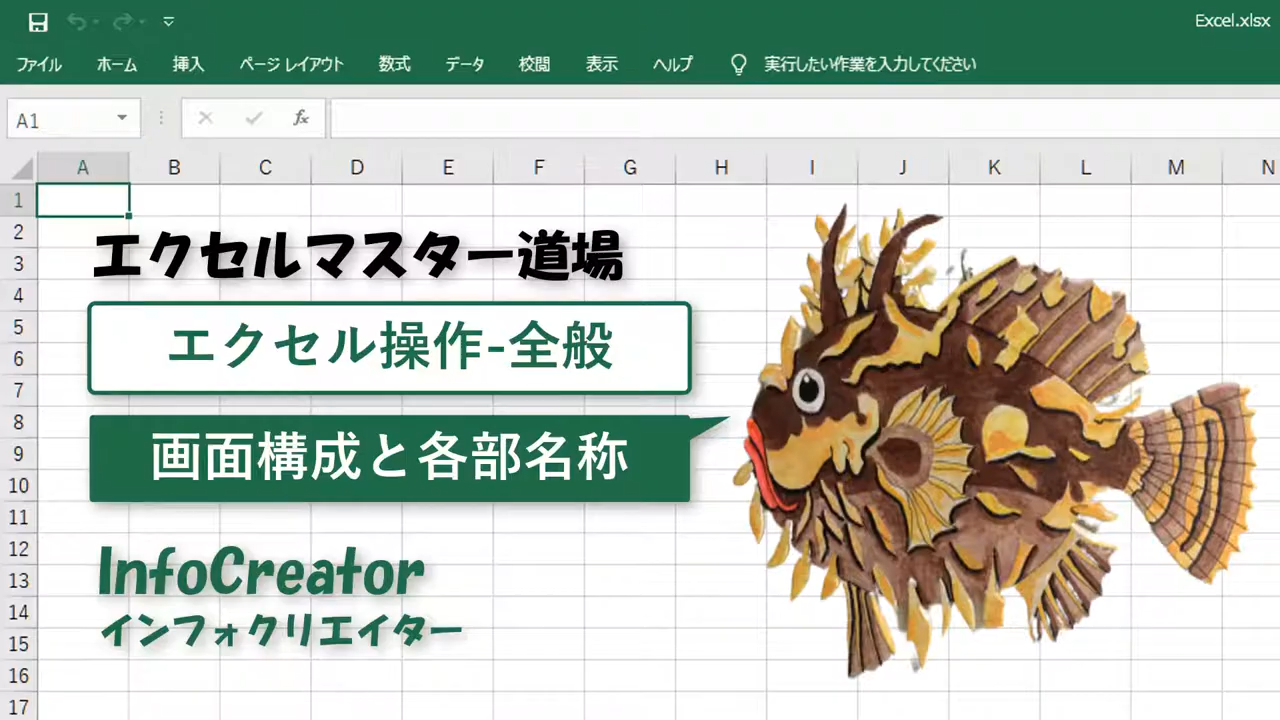 Excel.xlsx
ファイル ホーム 挿入 ページ レイアウト 数式 データ 校閲 表示 ヘルプ 実行したい作業を入力してください
A1 fx
A B C D E F G H I J K L M N
1
2
エクセルマスター道場
3
4
5
エクセル操作-全般
6
7
8
画面構成と各部名称
9
10
11
12
InfoCreator
13
14
インフォクリエイター
15
16
17